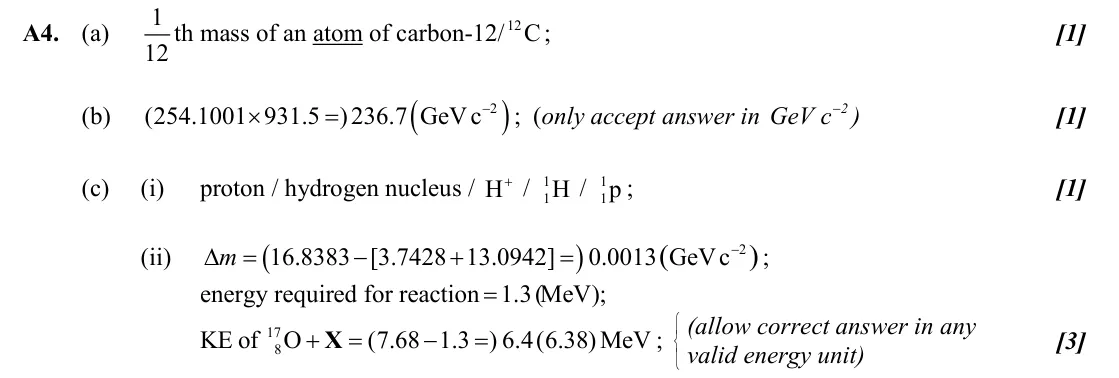 A4. (a) 1/12 th mass of an atom of carbon-12/ ¹²C ; [1]
(b) (254.1001×931.5 =) 236.7 (GeV c⁻²) ; (only accept answer in GeV c⁻²) [1]
(c) (i) proton / hydrogen nucleus / H⁺ / ¹₁H / ¹₁p ; [1]
(ii) Δm = (16.8383 − [3.7428 + 13.0942] =) 0.0013 (GeV c⁻²) ;
energy required for reaction = 1.3 (MeV);
KE of ¹⁷₈O + X = (7.68 − 1.3 =) 6.4 (6.38) MeV ; {(allow correct answer in any
valid energy unit) [3]